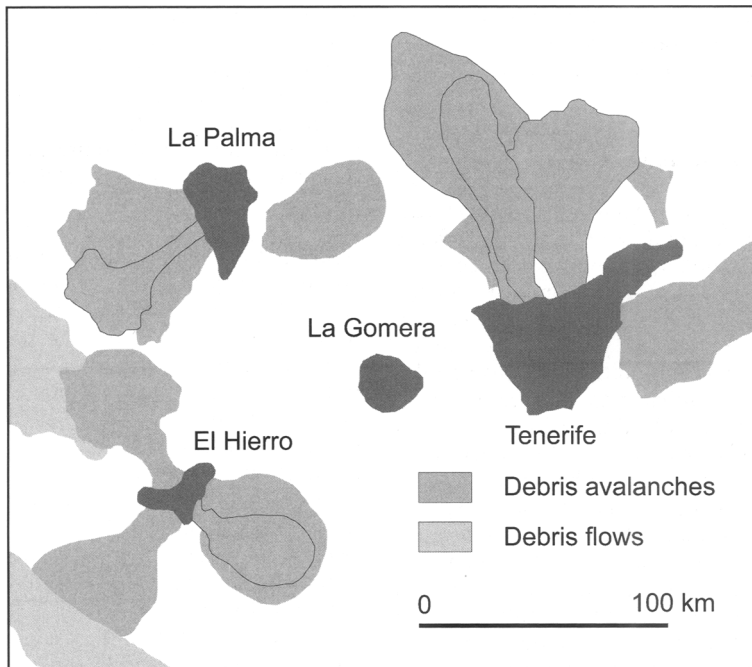 La Palma
La Gomera
El Hierro
Tenerife
Debris avalanches
Debris flows
0 100 km